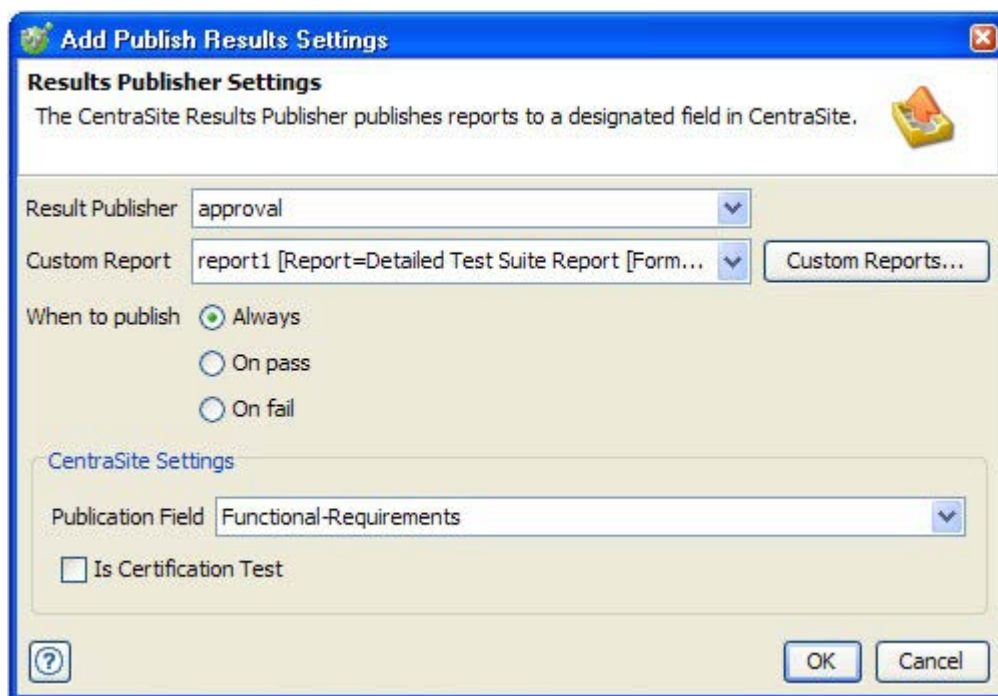 Add Publish Results Settings
Results Publisher Settings
The CentraSite Results Publisher publishes reports to a designated field in CentraSite.
Result Publisher approval
Custom Report report1 [Report=Detailed Test Suite Report [Form... Custom Reports...
When to publish Always
On pass
On fail
CentraSite Settings
Publication Field Functional-Requirements
Is Certification Test
? OK Cancel